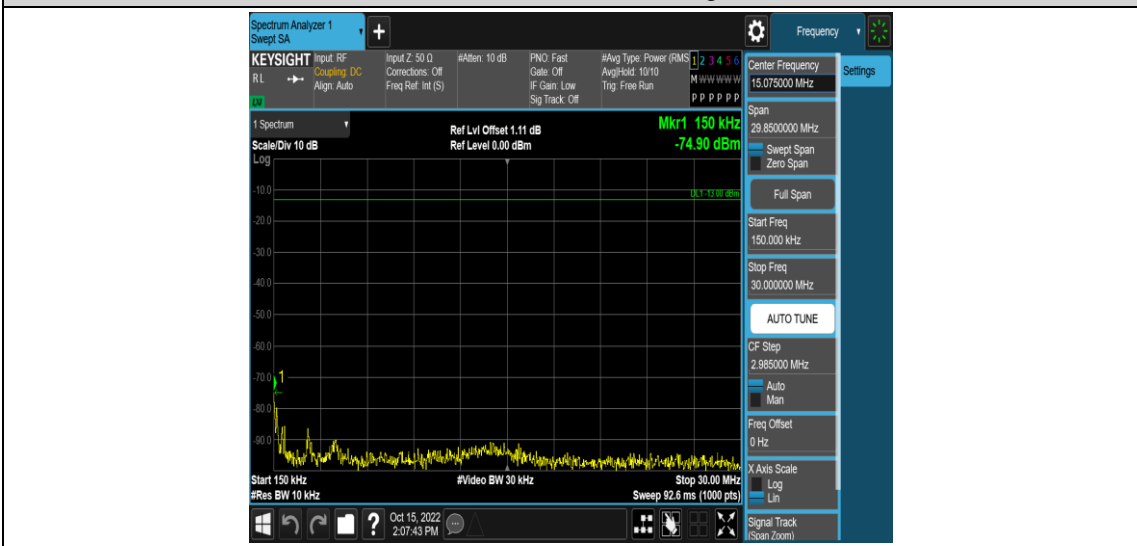 Spectrum Analyzer 1
Swept SA
+
Frequency
KEYSIGHT
RL
LXI
Input: RF
Coupling: DC
Align: Auto
Input Z: 50 Ω
Corrections: Off
Freq Ref: Int (S)
#Atten: 10 dB
PNO: Fast
Gate: Off
IF Gain: Low
Sig Track: Off
#Avg Type: Power (RMS
Avg|Hold: 10/10
Trig: Free Run
1 2 3 4 5 6
M W W W W W
P P P P P P
1 Spectrum
Scale/Div 10 dB
Log
Ref Lvl Offset 1.11 dB
Ref Level 0.00 dBm
Mkr1 150 kHz
-74.90 dBm
DL1 -13.00 dBm
-10.0
-20.0
-30.0
-40.0
-50.0
-60.0
-70.0
1
-80.0
-90.0
Start 150 kHz
#Video BW 30 kHz
Stop 30.00 MHz
#Res BW 10 kHz
Sweep 92.6 ms (1000 pts)
?
Oct 15, 2022
2:07:43 PM
Settings
Center Frequency
15.075000 MHz
Span
29.8500000 MHz
Swept Span
Zero Span
Full Span
Start Freq
150.000 kHz
Stop Freq
30.000000 MHz
AUTO TUNE
CF Step
2.985000 MHz
Auto
Man
Freq Offset
0 Hz
X Axis Scale
Log
Lin
Signal Track
(Span Zoom)